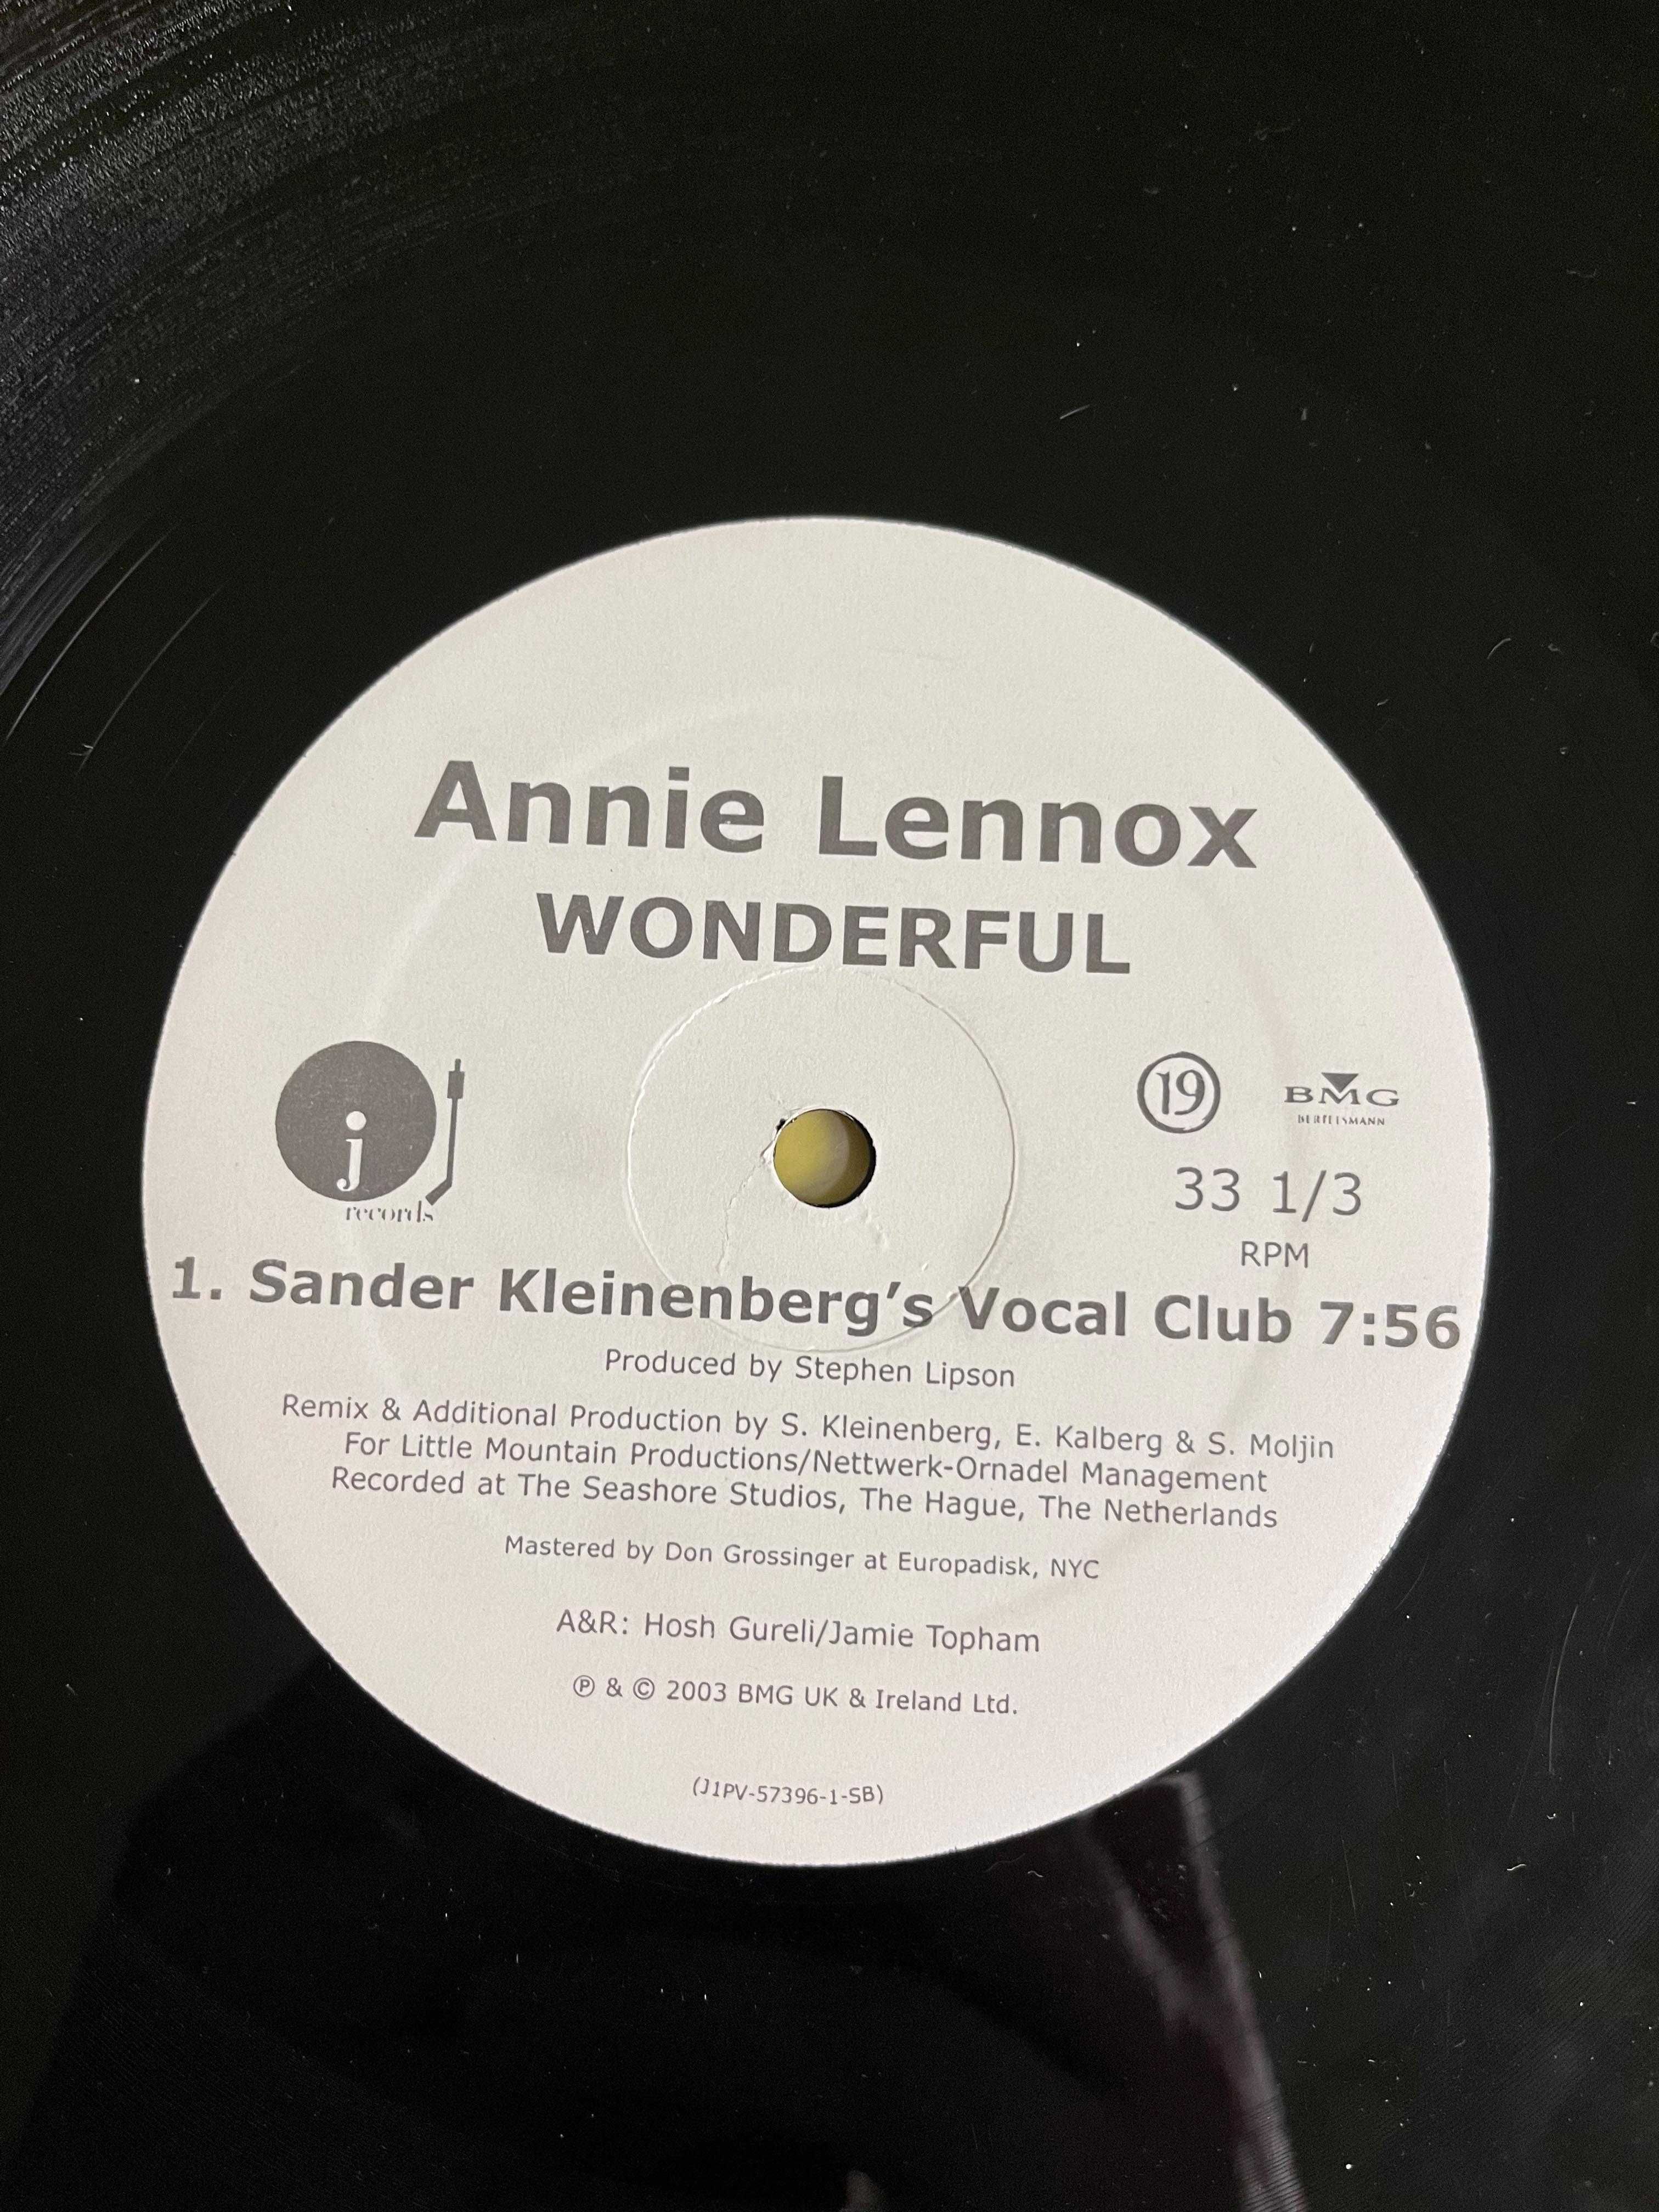 Annie Lennox
WONDERFUL
j
records
19
BMG
BERTELSMANN
33 1/3
RPM
1. Sander Kleinenberg's Vocal Club 7:56
Produced by Stephen Lipson
Remix & Additional Production by S. Kleinenberg, E. Kalberg & S. Moljin
For Little Mountain Productions/Nettwerk-Ornadel Management
Recorded at The Seashore Studios, The Hague, The Netherlands
Mastered by Don Grossinger at Europadisk, NYC
A&R: Hosh Gureli/Jamie Topham
℗ & © 2003 BMG UK & Ireland Ltd.
(J1PV-57396-1-SB)